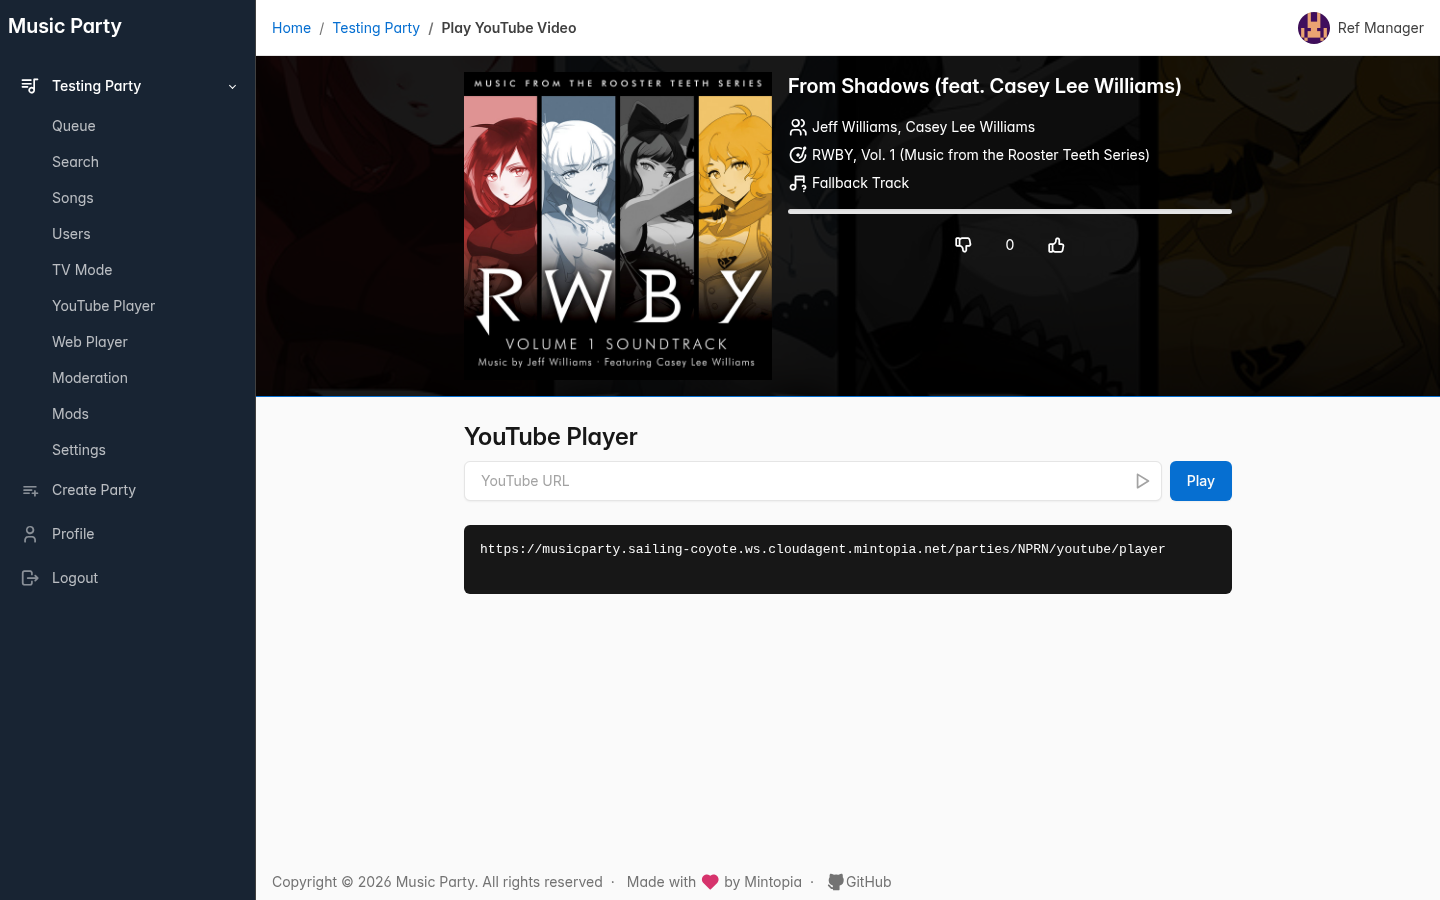 Music Party
Testing Party
Queue
Search
Songs
Users
TV Mode
YouTube Player
Web Player
Moderation
Mods
Settings
Create Party
Profile
Logout
Home / Testing Party / Play YouTube Video
Ref Manager
MUSIC FROM THE ROOSTER TEETH SERIES
RWBY
VOLUME 1 SOUNDTRACK
Music by Jeff Williams · Featuring Casey Lee Williams
From Shadows (feat. Casey Lee Williams)
Jeff Williams, Casey Lee Williams
RWBY, Vol. 1 (Music from the Rooster Teeth Series)
Fallback Track
0
YouTube Player
YouTube URL
Play
https://musicparty.sailing-coyote.ws.cloudagent.mintopia.net/parties/NPRN/youtube/player
Copyright © 2026 Music Party. All rights reserved · Made with by Mintopia · GitHub